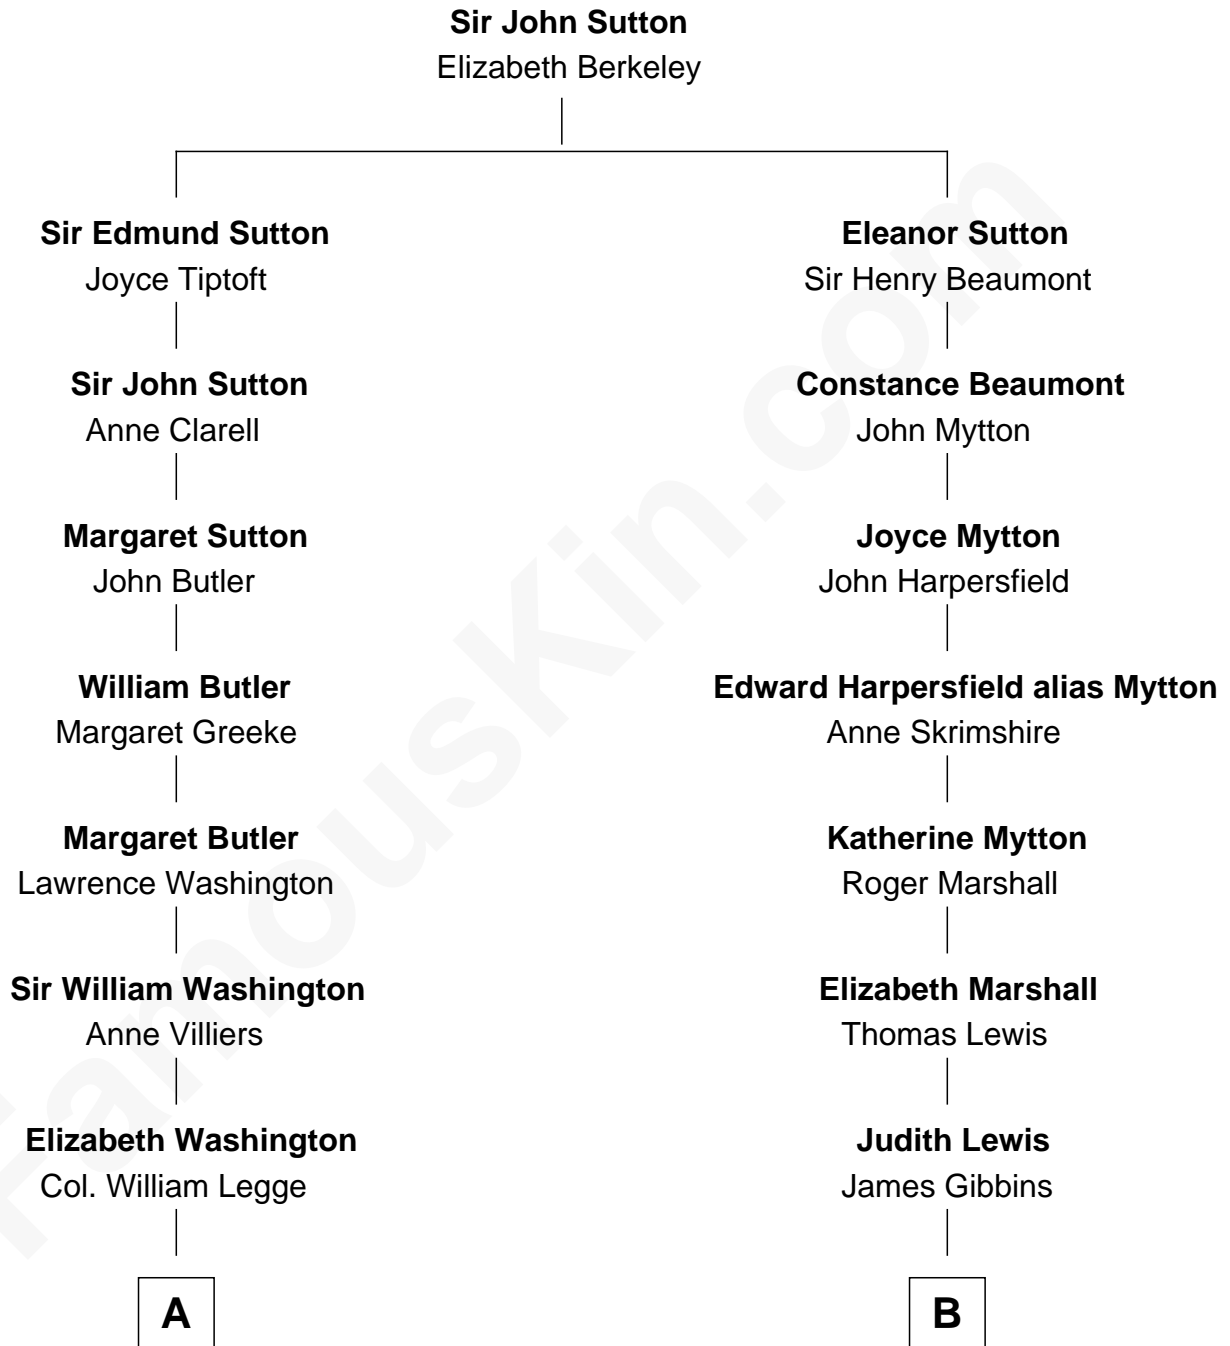 Sir John Sutton
Elizabeth Berkeley
Sir Edmund Sutton
Joyce Tiptoft
Eleanor Sutton
Sir Henry Beaumont
Sir John Sutton
Anne Clarell
Constance Beaumont
John Mytton
Margaret Sutton
John Butler
Joyce Mytton
John Harpersfield
William Butler
Margaret Greeke
Edward Harpersfield alias Mytton
Anne Skrimshire
Margaret Butler
Lawrence Washington
Katherine Mytton
Roger Marshall
Sir William Washington
Anne Villiers
Elizabeth Marshall
Thomas Lewis
Elizabeth Washington
Col. William Legge
Judith Lewis
James Gibbins
A
B
FamousKin.com